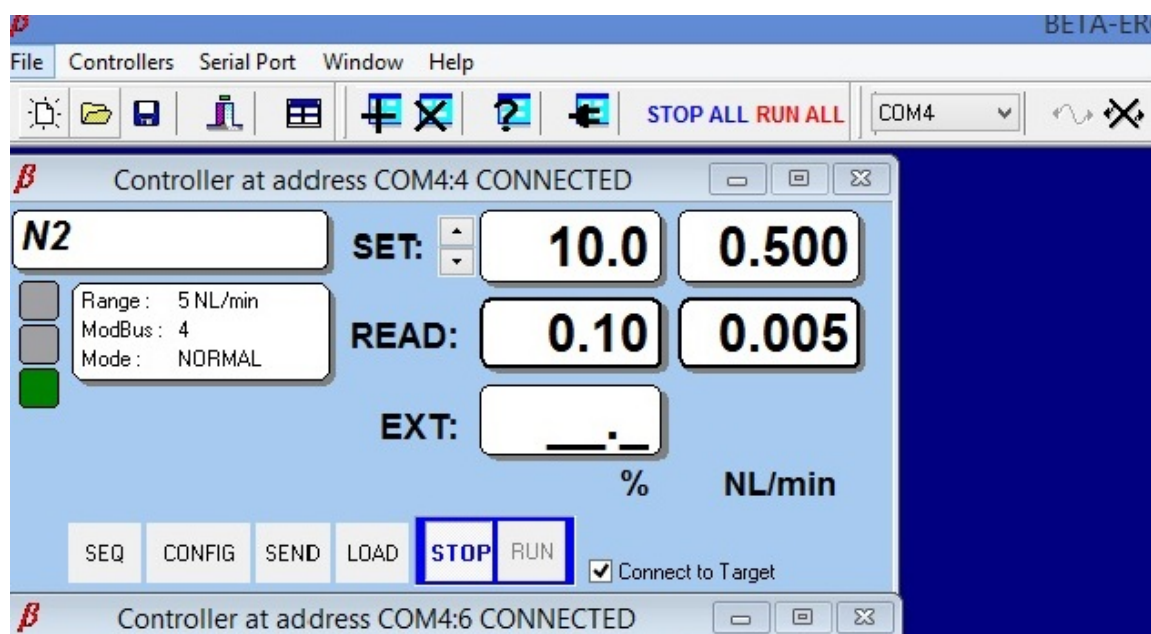 β BETA-ER
File Controllers Serial Port Window Help
STOP ALL RUN ALL COM4
β Controller at address COM4:4 CONNECTED
N2 SET: 10.0 0.500
Range : 5 NL/min
ModBus : 4
Mode : NORMAL
READ: 0.10 0.005
EXT: __._
% NL/min
SEQ CONFIG SEND LOAD STOP RUN Connect to Target
β Controller at address COM4:6 CONNECTED